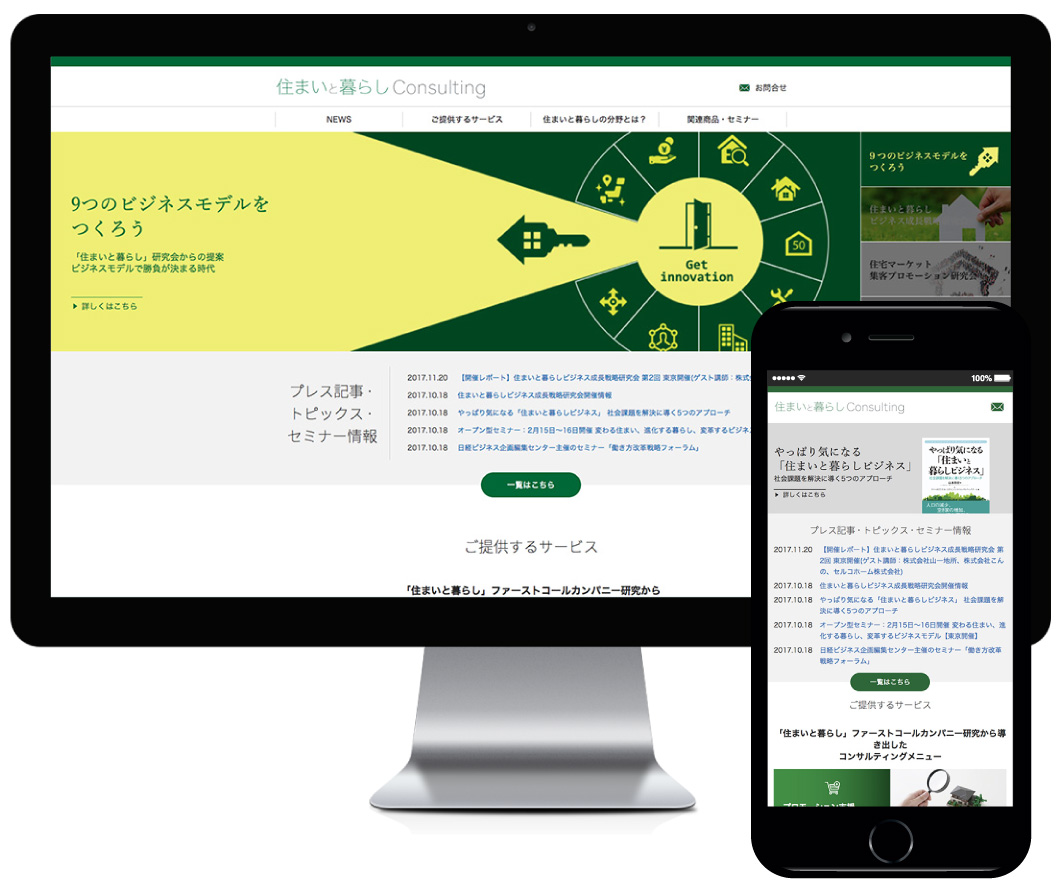 住まいと暮らし Consulting
お問合せ
NEWS
ご提供するサービス
住まいと暮らしの分野とは？
関連商品・セミナー
9つのビジネスモデルを
つくろう
「住まいと暮らし」研究会からの提案
ビジネスモデルで勝負が決まる時代
詳しくはこちら
50
Get
innovation
9つのビジネスモデルを
つくろう
住まいと暮らし
ビジネス成長戦
住宅マーケット
集客プロモーション研究会
プレス記事・
トピックス・
セミナー情報
2017.11.20 【開催レポート】住まいと暮らしビジネス成長戦略研究会 第2回 東京開催(ゲスト講師：株式
2017.10.18 住まいと暮らしビジネス成長戦略研究会開催情報
2017.10.18 やっぱり気になる「住まいと暮らしビジネス」 社会課題を解決に導く5つのアプローチ
2017.10.18 オープン型セミナー：2月15日～16日開催 変わる住まい、進化する暮らし、変革するビジネ
2017.10.18 日経ビジネス企画編集センター主催のセミナー「働き方改革戦略フォーラム」
一覧はこちら
ご提供するサービス
「住まいと暮らし」ファーストコールカンパニー研究から
100%
住まいと暮らし Consulting
やっぱり気になる
「住まいと暮らしビジネス」
社会課題を解決に導く5つのアプローチ
詳しくはこちら
やっぱり気になる
「住まいと
暮らしビジネス」
社会課題を解決に導く5つのアプローチ
プレス記事・トピックス・セミナー情報
2017.11.20 【開催レポート】住まいと暮らしビジネス成長戦略研究会 第
2回 東京開催(ゲスト講師：株式会社山一地所、株式会社こん
の、セルコホーム株式会社)
2017.10.18 住まいと暮らしビジネス成長戦略研究会開催情報
2017.10.18 やっぱり気になる「住まいと暮らしビジネス」 社会課題を解
決に導く5つのアプローチ
2017.10.18 オープン型セミナー：2月15日～16日開催 変わる住まい、進
化する暮らし、変革するビジネスモデル【東京開催】
2017.10.18 日経ビジネス企画編集センター主催のセミナー「働き方改革
戦略フォーラム」
一覧はこちら
ご提供するサービス
「住まいと暮らし」ファーストコールカンパニー研究から導
き出した
コンサルティングメニュー